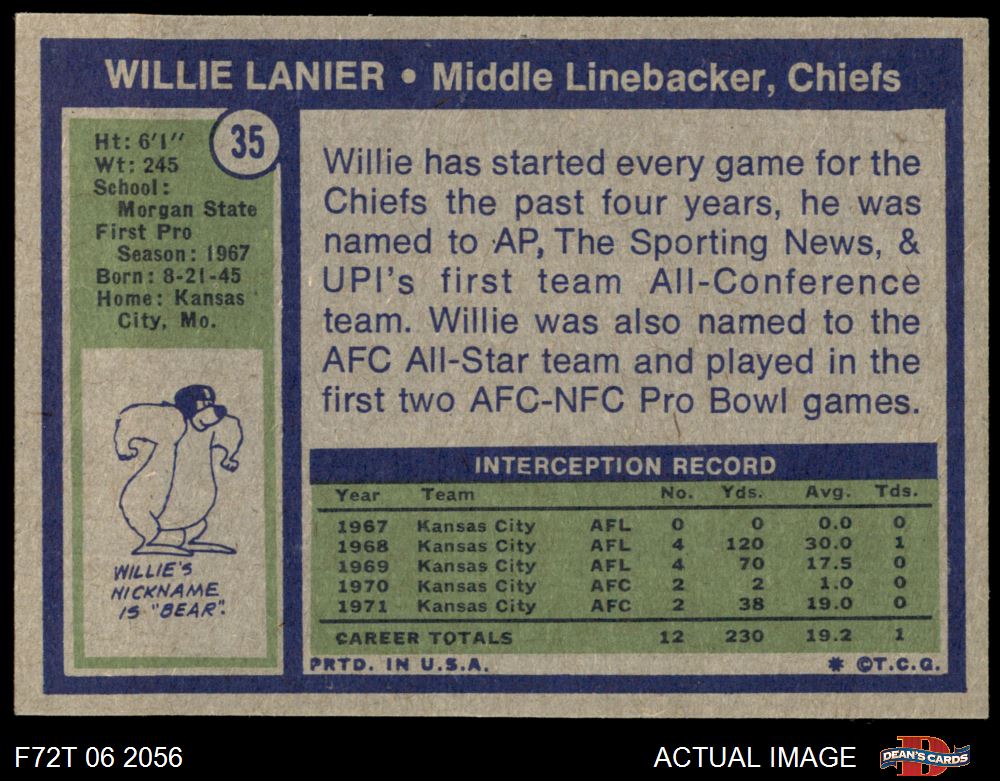 WILLIE LANIER • Middle Linebacker, Chiefs
35
Ht: 6'1"
Wt: 245
School:
Morgan State
First Pro
Season: 1967
Born: 8-21-45
Home: Kansas
City, Mo.
WILLIE'S
NICKNAME
IS "BEAR".
Willie has started every game for the
Chiefs the past four years, he was
named to AP, The Sporting News, &
UPI's first team All-Conference
team. Willie was also named to the
AFC All-Star team and played in the
first two AFC-NFC Pro Bowl games.
INTERCEPTION RECORD
Year Team No. Yds. Avg. Tds.
1967 Kansas City AFL 0 0 0.0 0
1968 Kansas City AFL 4 120 30.0 1
1969 Kansas City AFL 4 70 17.5 0
1970 Kansas City AFC 2 2 1.0 0
1971 Kansas City AFC 2 38 19.0 0
CAREER TOTALS 12 230 19.2 1
PRTD. IN U.S.A. * ©T.C.G.
F72T 06 2056 ACTUAL IMAGE DEAN'S CARDS